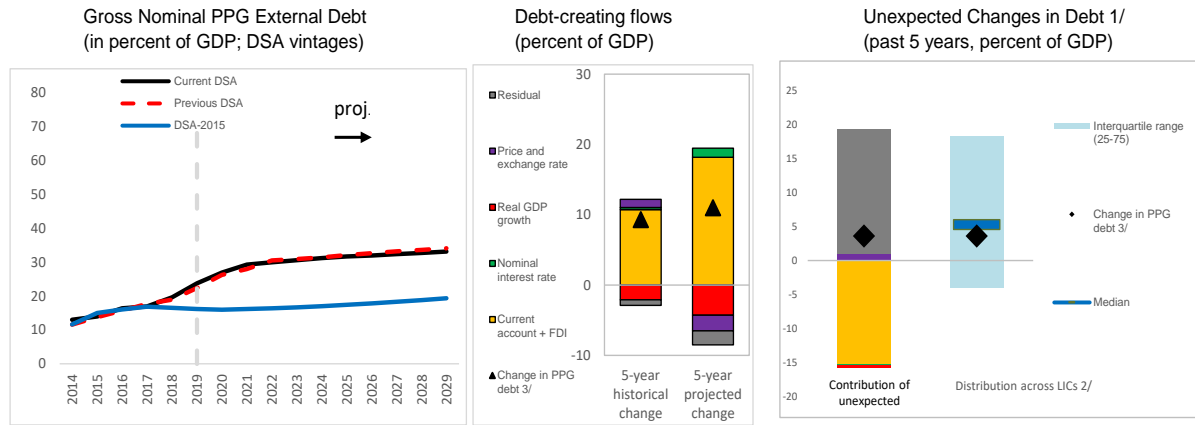 Gross Nominal PPG External Debt
(in percent of GDP; DSA vintages)
Current DSA
Previous DSA
DSA-2015
proj.
80
70
60
50
40
30
20
10
0
2014
2015
2016
2017
2018
2019
2020
2021
2022
2023
2024
2025
2026
2027
2028
2029
Debt-creating flows
(percent of GDP)
Residual
Price and
exchange rate
Real GDP
growth
Nominal
interest rate
Current
account + FDI
Change in PPG
debt 3/
30
20
10
0
-10
5-year
historical
change
5-year
projected
change
Unexpected Changes in Debt 1/
(past 5 years, percent of GDP)
25
20
15
10
5
0
-5
-10
-15
-20
Contribution of
unexpected
Distribution across LICs 2/
Interquartile range
(25-75)
Change in PPG
debt 3/
Median